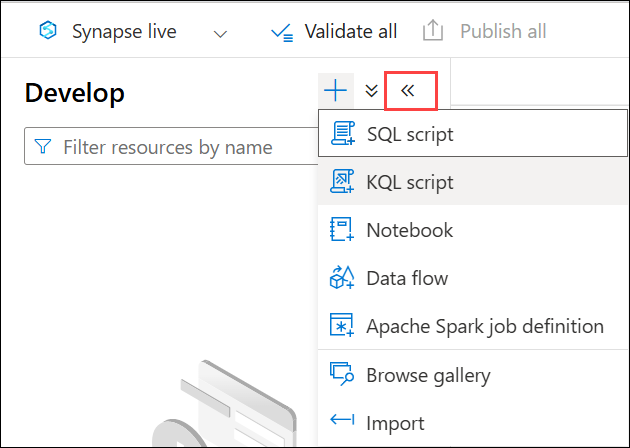 Synapse live Validate all Publish all
Develop
Filter resources by name
SQL script
KQL script
Notebook
Data flow
Apache Spark job definition
Browse gallery
Import